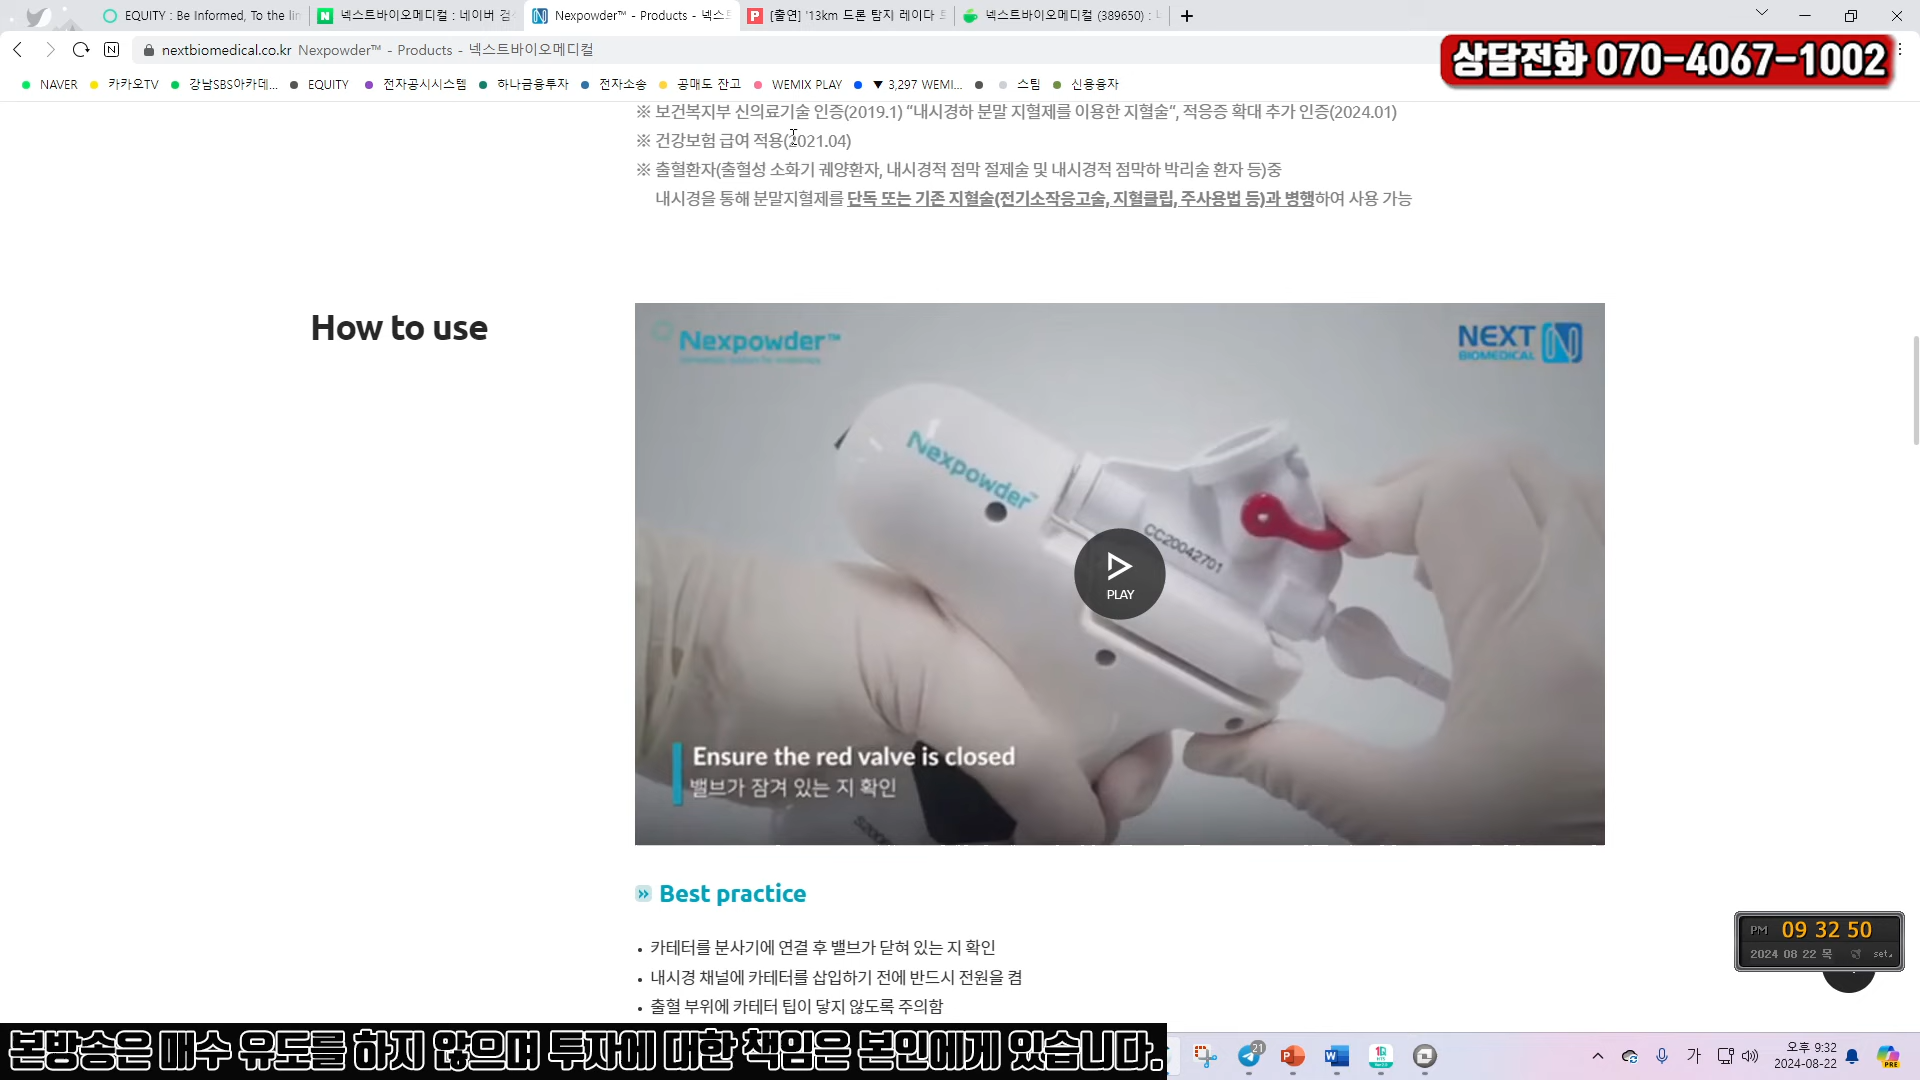 EQUITY : Be Informed, To the lin
넥스트바이오메디컬 : 네이버 검
Nexpowder™ - Products - 넥스트
[출연] '13km 드론 탐지 레이다
넥스트바이오메디컬 (389650) :
nextbiomedical.co.kr Nexpowder™ - Products - 넥스트바이오메디컬
상담전화 070-4067-1002
NAVER 카카오TV 강남SBS아카데... EQUITY 전자공시시스템 하나금융투자 전자소송 공매도 잔고 WEMIX PLAY ▼ 3,297 WEMI... 스팀 신용융자
※ 보건복지부 신의료기술 인증(2019.1) “내시경하 분말 지혈제를 이용한 지혈술”, 적응증 확대 추가 인증(2024.01)
※ 건강보험 급여 적용(2021.04)
※ 출혈환자(출혈성 소화기 궤양환자, 내시경적 점막 절제술 및 내시경적 점막하 박리술 환자 등)중
내시경을 통해 분말지혈제를 단독 또는 기존 지혈술(전기소작응고술, 지혈클립, 주사용법 등)과 병행하여 사용 가능
How to use
Nexpowder™
NEXT BIOMEDICAL
Nexpowder™
CC20042701
PLAY
Ensure the red valve is closed
밸브가 잠겨 있는 지 확인
» Best practice
• 카테터를 분사기에 연결 후 밸브가 닫혀 있는 지 확인
• 내시경 채널에 카테터를 삽입하기 전에 반드시 전원을 켬
• 출혈 부위에 카테터 팁이 닿지 않도록 주의함
PM 09 32 50
2024 08 22 목 set
본방송은 매수 유도를 하지 않으며 투자에 대한 책임은 본인에게 있습니다.
21
가
오후 9:32
2024-08-22
PRE